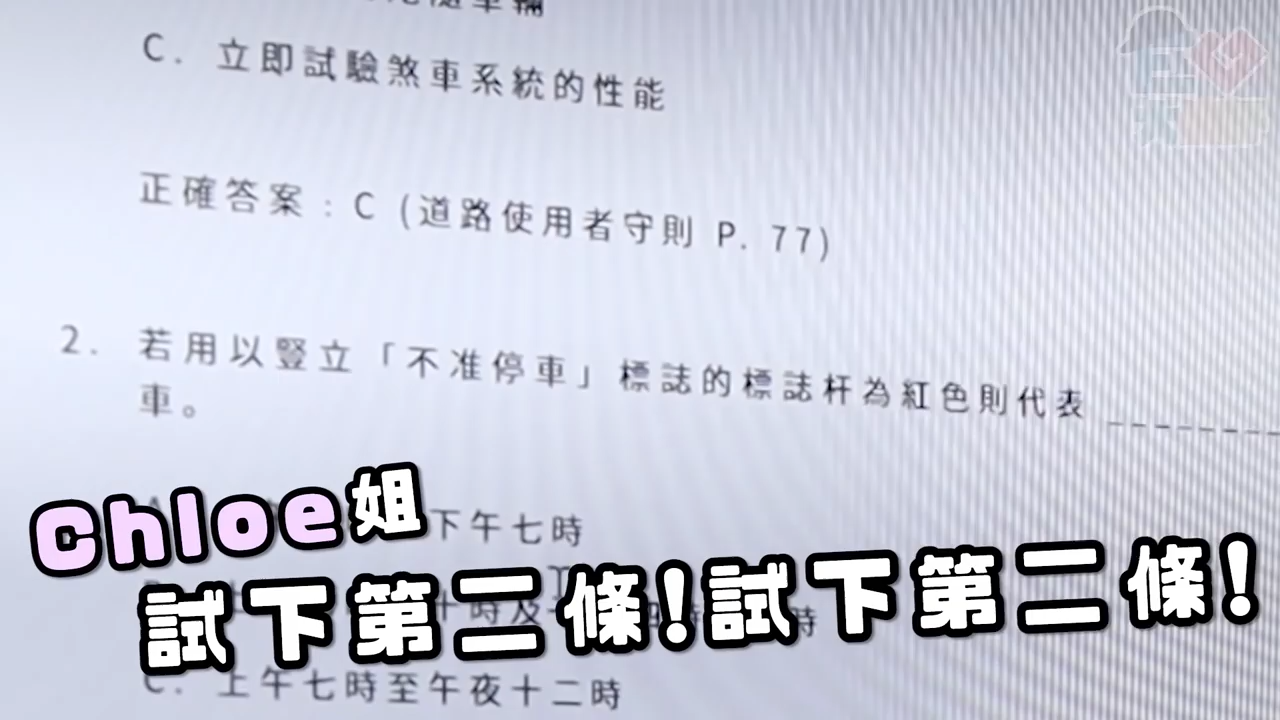 C. 立即試驗煞車系統的性能
正確答案：C (道路使用者守則 P. 77)
2. 若用以豎立「不准停車」標誌的標誌杆為紅色則代表 ________
車。
下午七時
C. 上午七時至午夜十二時
Chloe姐
試下第二條!試下第二條!